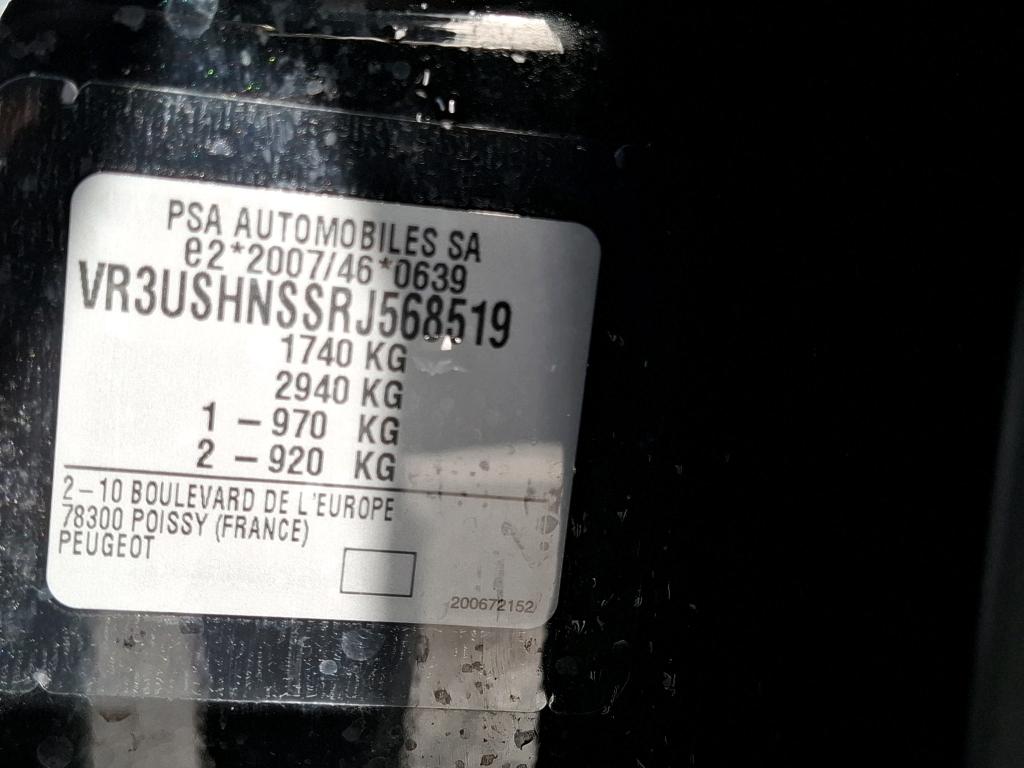 PSA AUTOMOBILES SA
e2*2007/46*0639
VR3USHNSSRJ568519
1740 KG
2940 KG
1 – 970 KG
2 – 920 KG
2 – 10 BOULEVARD DE L'EUROPE
78300 POISSY (FRANCE)
PEUGEOT
200672152